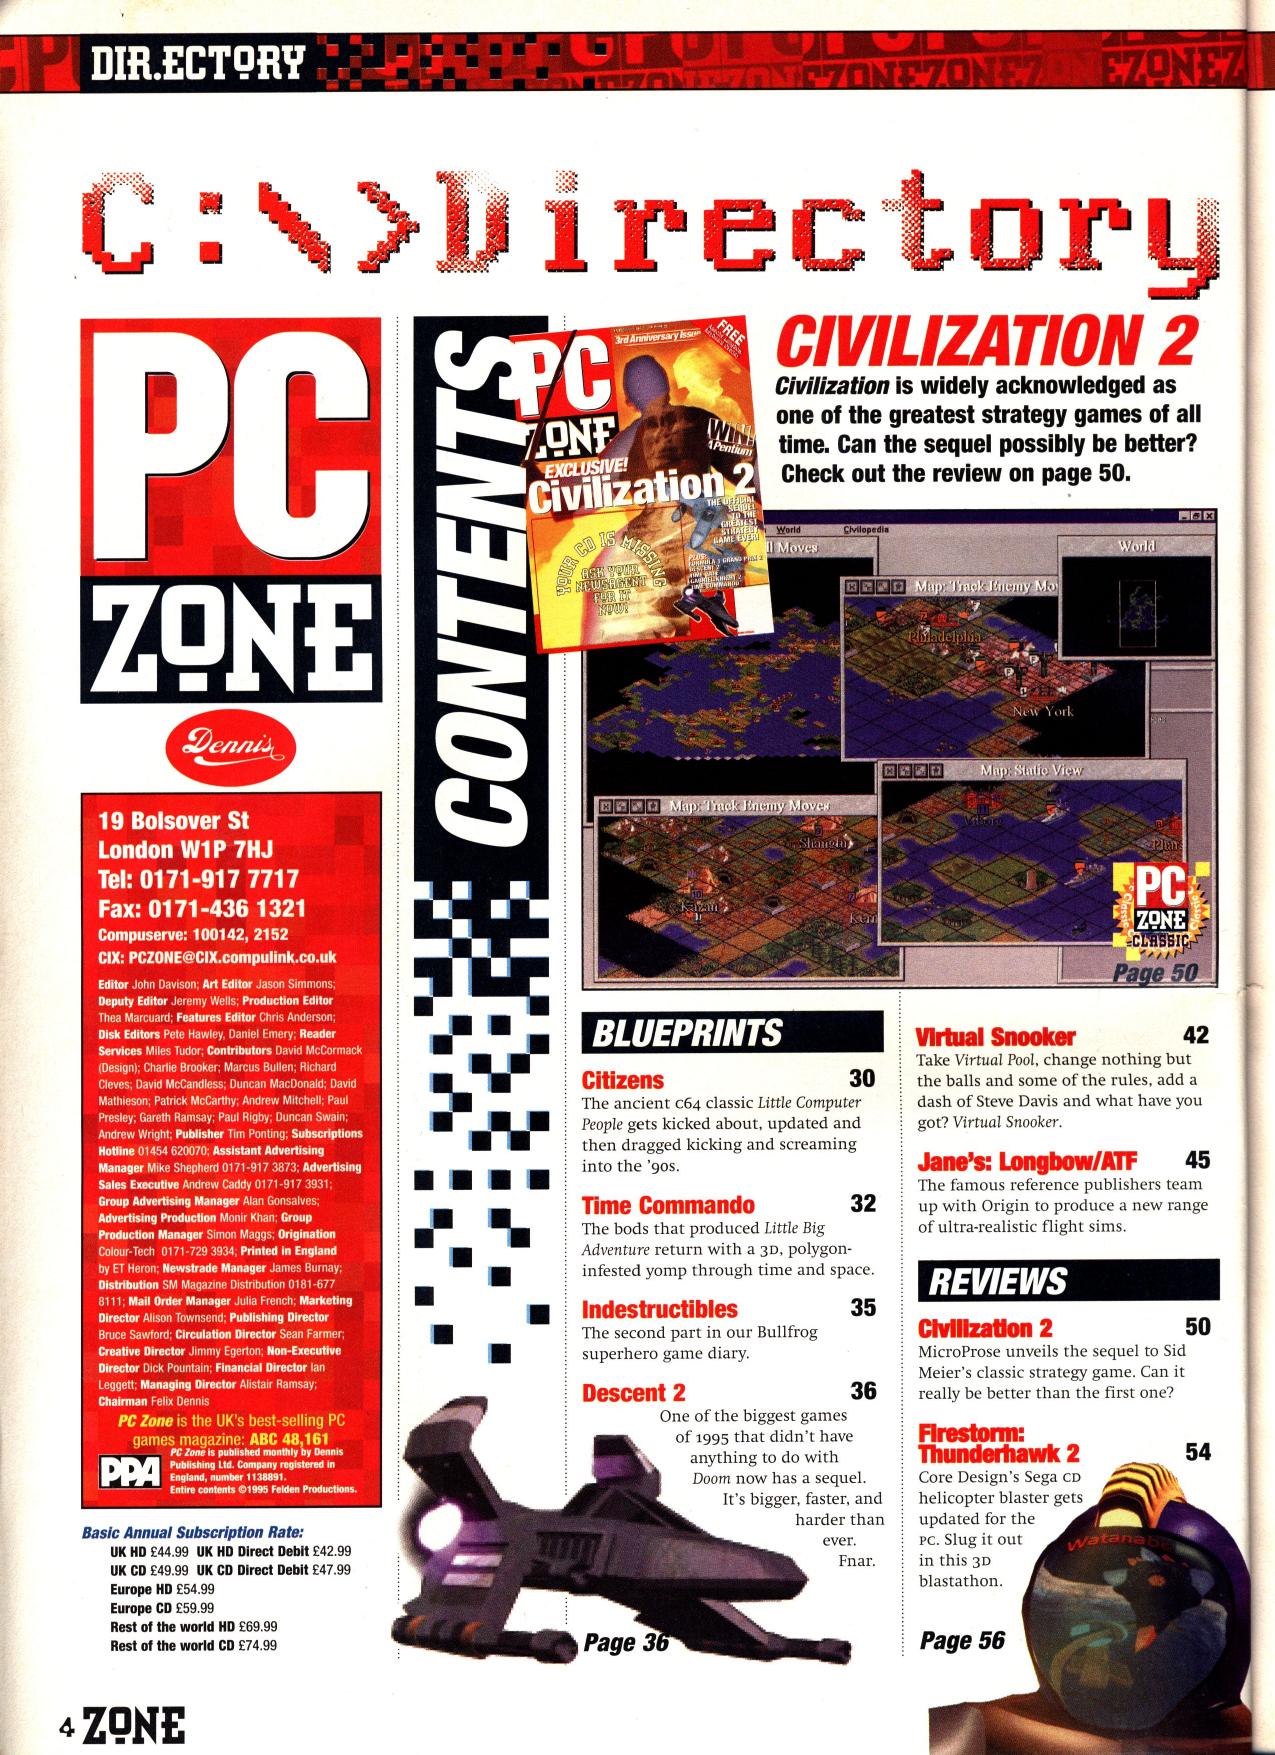 DIR.ECTORY
C:\>Directory
PC
ZONE
Dennis
19 Bolsover St
London W1P 7HJ
Tel: 0171-917 7717
Fax: 0171-436 1321
Compuserve: 100142, 2152
CIX: PCZONE@CIX.compulink.co.uk
Editor John Davison; Art Editor Jason Simmons;
Deputy Editor Jeremy Wells; Production Editor
Thea Marcuard; Features Editor Chris Anderson;
Disk Editors Pete Hawley, Daniel Emery; Reader
Services Miles Tudor; Contributors David McCormack
(Design); Charlie Brooker; Marcus Bullen; Richard
Cleves; David McCandless; Duncan MacDonald; David
Mathieson; Patrick McCarthy; Andrew Mitchell; Paul
Presley; Gareth Ramsay; Paul Rigby; Duncan Swain;
Andrew Wright; Publisher Tim Ponting; Subscriptions
Hotline 01454 620070; Assistant Advertising
Manager Mike Shepherd 0171-917 3873; Advertising
Sales Executive Andrew Caddy 0171-917 3931;
Group Advertising Manager Alan Gonsalves;
Advertising Production Monir Khan; Group
Production Manager Simon Maggs; Origination
Colour-Tech 0171-729 3934; Printed in England
by ET Heron; Newstrade Manager James Burnay;
Distribution SM Magazine Distribution 0181-677
8111; Mail Order Manager Julia French; Marketing
Director Alison Townsend; Publishing Director
Bruce Sawford; Circulation Director Sean Farmer;
Creative Director Jimmy Egerton; Non-Executive
Director Dick Pountain; Financial Director Ian
Leggett; Managing Director Alistair Ramsay;
Chairman Felix Dennis
PC Zone is the UK's best-selling PC
games magazine: ABC 48,161
PPA
PC Zone is published monthly by Dennis
Publishing Ltd. Company registered in
England, number 1138891.
Entire contents ©1995 Felden Productions.
Basic Annual Subscription Rate:
UK HD £44.99 UK HD Direct Debit £42.99
UK CD £49.99 UK CD Direct Debit £47.99
Europe HD £54.99
Europe CD £59.99
Rest of the world HD £69.99
Rest of the world CD £74.99
CONTENTS
3rd Anniversary Issue
FREE
PC
ZONE
WIN!
A Pentium
EXCLUSIVE!
Civilization 2
THE OFFICIAL
SEQUEL
TO THE
GREATEST
STRATEGY
GAME EVER!
YOUR CD IS MISSING
ASK YOUR
NEWSAGENT
FOR IT
NOW!
PLUS:
CIVILIZATION 2
Civilization is widely acknowledged as
one of the greatest strategy games of all
time. Can the sequel possibly be better?
Check out the review on page 50.
World Civilopedia
Moves
World
Map: Track Enemy Mo
Philadelphia
New York
Map: Static View
Viborg
Map: Track Enemy Moves
Shanghai
Kazan
PC
ZONE
CLASSIC
Page 50
BLUEPRINTS
Citizens 30
The ancient C64 classic Little Computer
People gets kicked about, updated and
then dragged kicking and screaming
into the '90s.
Time Commando 32
The bods that produced Little Big
Adventure return with a 3D, polygon-
infested yomp through time and space.
Indestructibles 35
The second part in our Bullfrog
superhero game diary.
Descent 2 36
One of the biggest games
of 1995 that didn't have
anything to do with
Doom now has a sequel.
It's bigger, faster, and
harder than
ever.
Fnar.
Page 36
Virtual Snooker 42
Take Virtual Pool, change nothing but
the balls and some of the rules, add a
dash of Steve Davis and what have you
got? Virtual Snooker.
Jane's: Longbow/ATF 45
The famous reference publishers team
up with Origin to produce a new range
of ultra-realistic flight sims.
REVIEWS
Civilization 2 50
MicroProse unveils the sequel to Sid
Meier's classic strategy game. Can it
really be better than the first one?
Firestorm:
Thunderhawk 2 54
Core Design's Sega CD
helicopter blaster gets
updated for the
PC. Slug it out
in this 3D
blastathon.
Watanabe
Page 56
4 ZONE